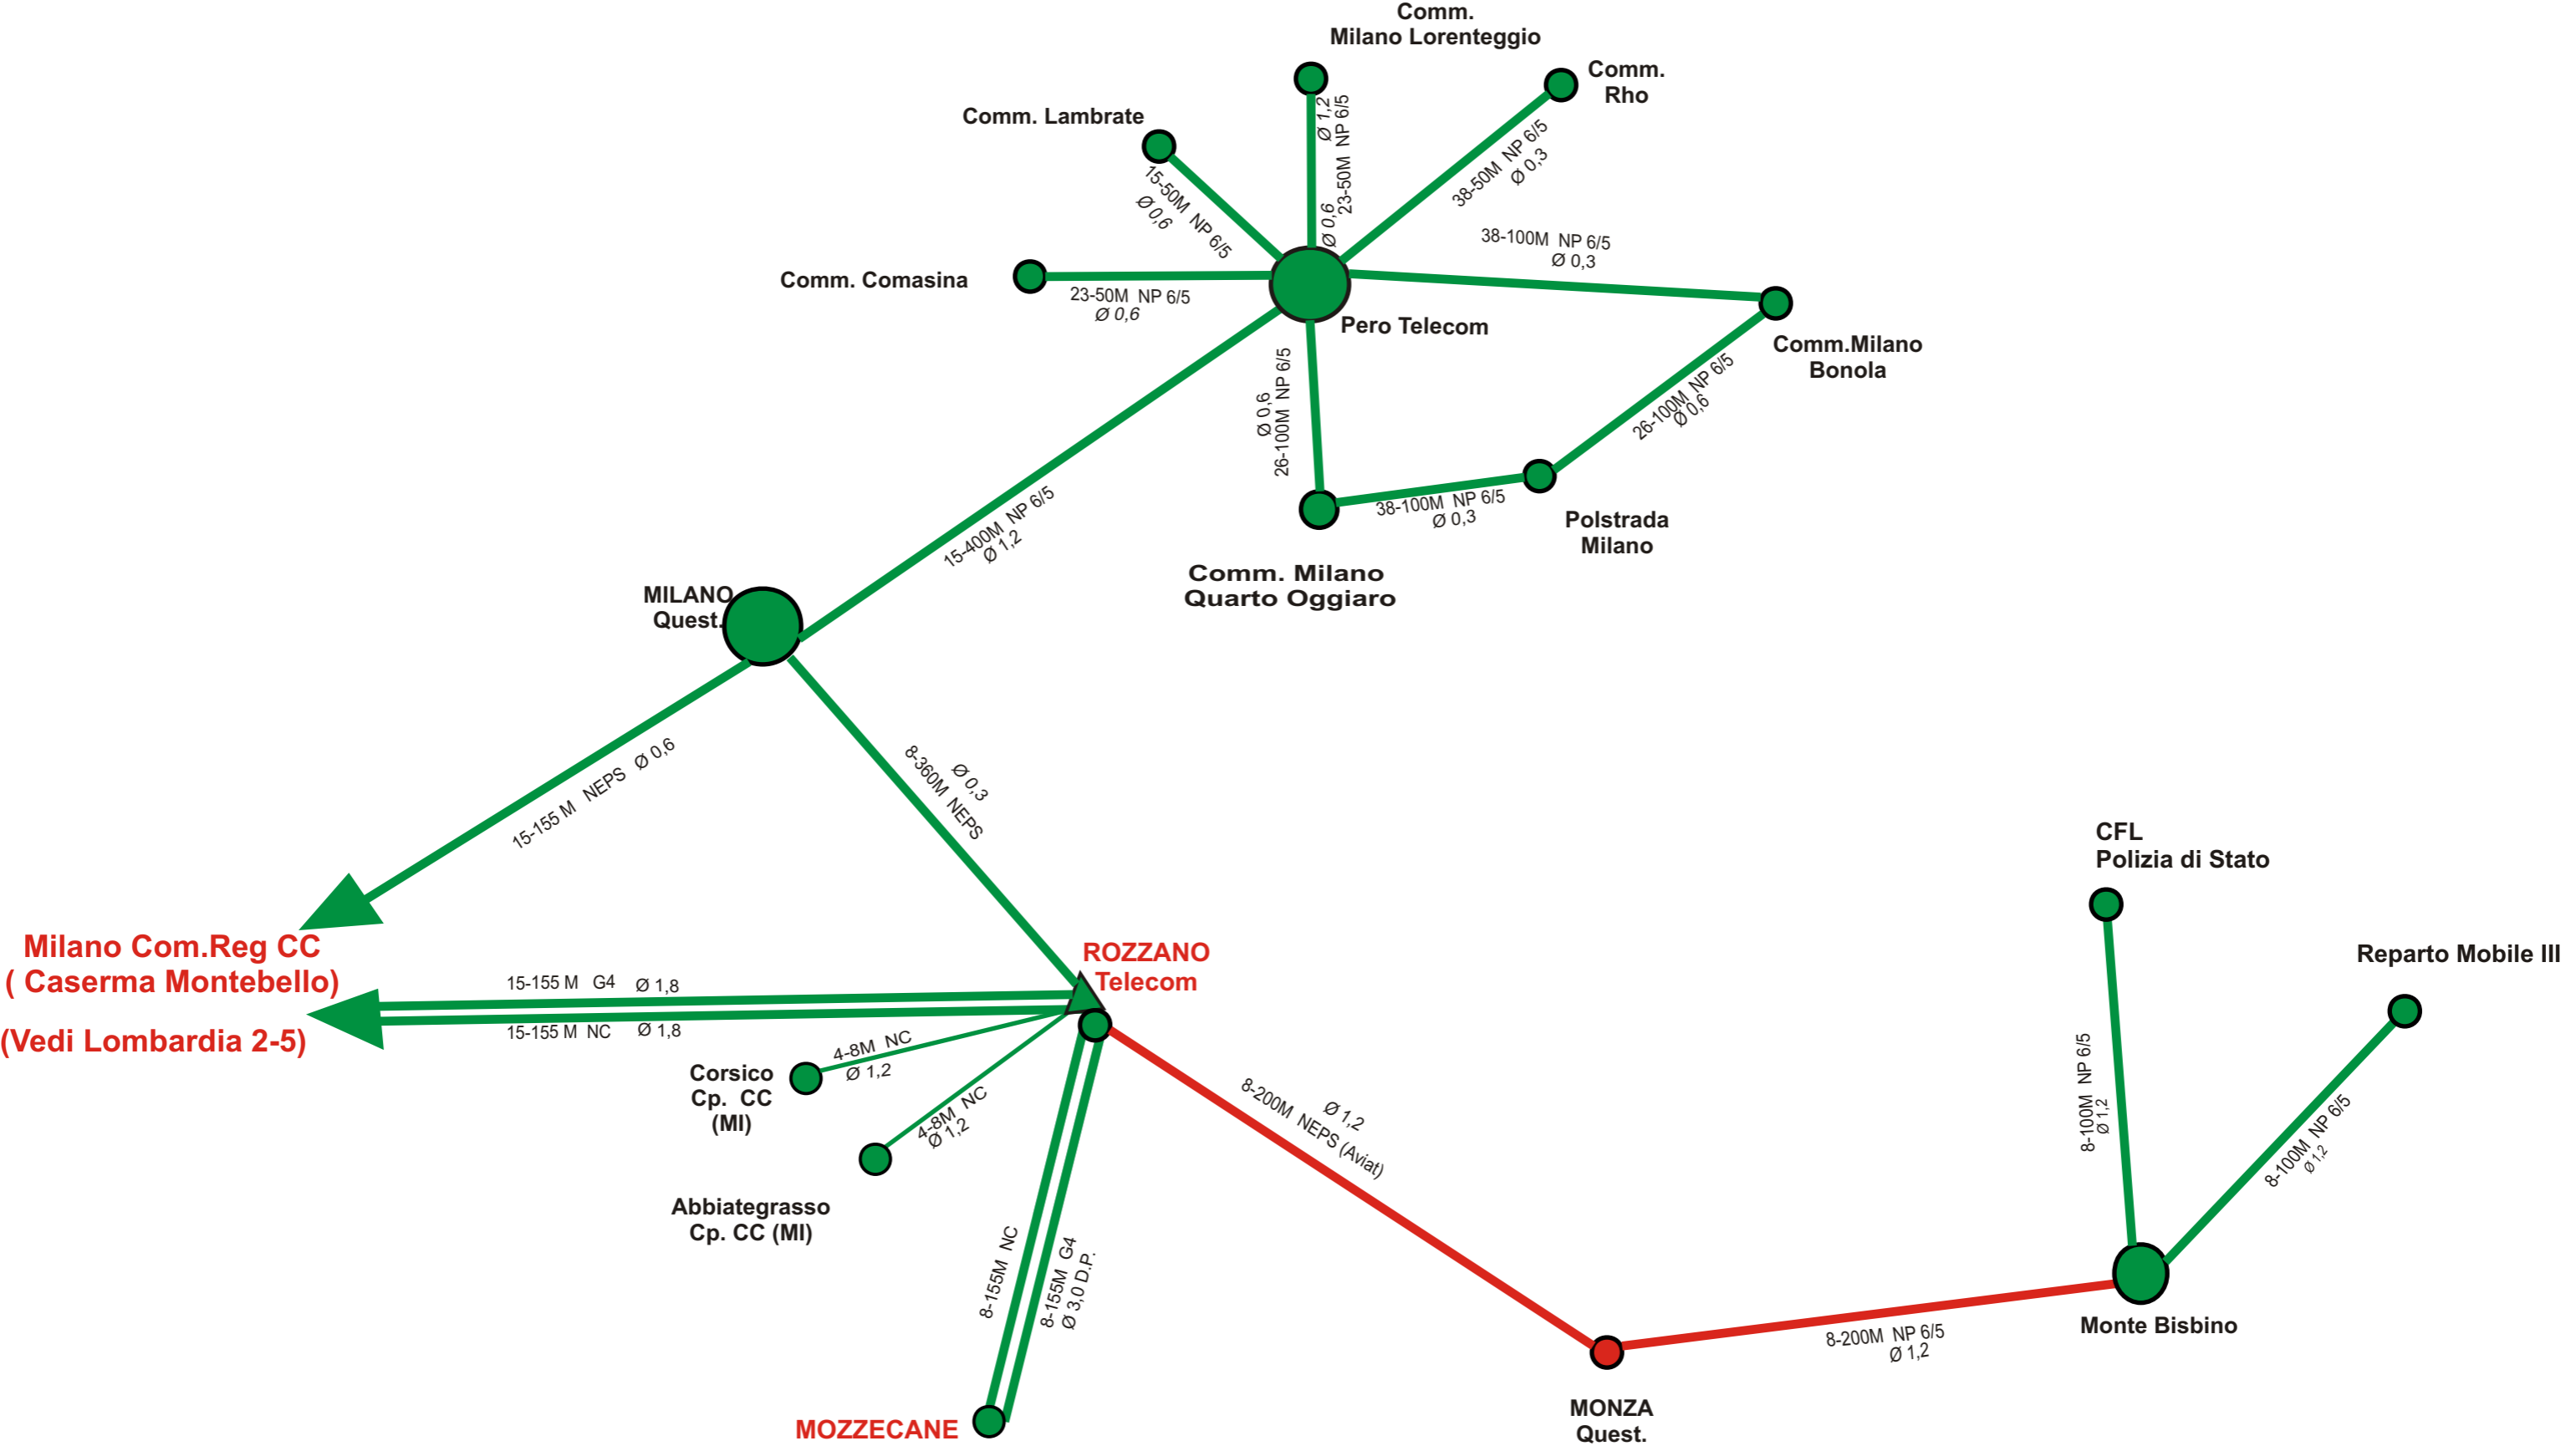 Comm.
Milano Lorenteggio
Comm.
Rho
Comm. Lambrate
Ø 1,2
23-50M NP 6/5
Ø 0,6
38-50M NP 6/5
Ø 0,3
15-50M NP 6/5
Ø 0,6
38-100M NP 6/5
Ø 0,3
Comm. Comasina
23-50M NP 6/5
Ø 0,6
Pero Telecom
Comm.Milano
Bonola
Ø 0,6
26-100M NP 6/5
26-100M NP 6/5
Ø 0,6
38-100M NP 6/5
Ø 0,3
Polstrada
Milano
15-400M NP 6/5
Ø 1,2
Comm. Milano
Quarto Oggiaro
MILANO
Quest.
15-155 M NEPS Ø 0,6
Ø 0,3
8-360M NEPS
CFL
Polizia di Stato
Milano Com.Reg CC
( Caserma Montebello)
(Vedi Lombardia 2-5)
ROZZANO
Telecom
Reparto Mobile III
15-155 M G4 Ø 1,8
15-155 M NC Ø 1,8
Corsico
Cp. CC
(MI)
4-8M NC
Ø 1,2
4-8M NC
Ø 1,2
Abbiategrasso
Cp. CC (MI)
Ø 1,2
8-200M NEPS (Aviat)
8-100M NP 6/5
Ø 1,2
8-100M NP 6/5
Ø 1,2
8-155M NC
8-155M G4
Ø 3,0 D.P.
Monte Bisbino
8-200M NP 6/5
Ø 1,2
MONZA
Quest.
MOZZECANE